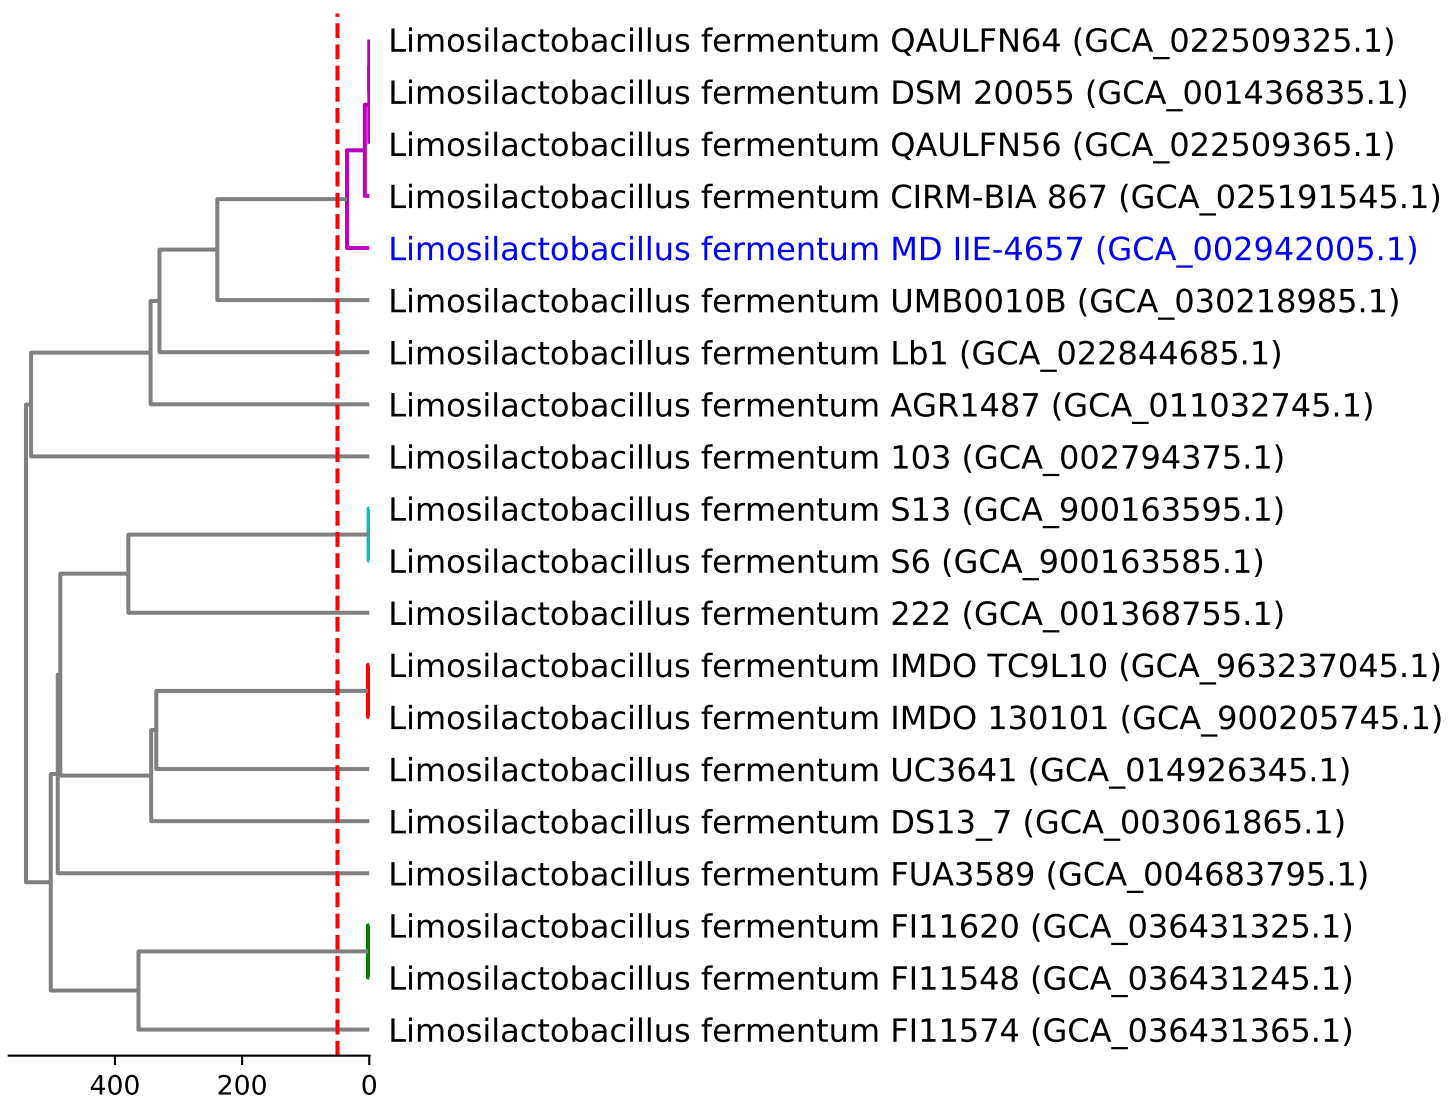 Limosilactobacillus fermentum QAULFN64 (GCA_022509325.1)
Limosilactobacillus fermentum DSM 20055 (GCA_001436835.1)
Limosilactobacillus fermentum QAULFN56 (GCA_022509365.1)
Limosilactobacillus fermentum CIRM-BIA 867 (GCA_025191545.1)
Limosilactobacillus fermentum MD IIE-4657 (GCA_002942005.1)
Limosilactobacillus fermentum UMB0010B (GCA_030218985.1)
Limosilactobacillus fermentum Lb1 (GCA_022844685.1)
Limosilactobacillus fermentum AGR1487 (GCA_011032745.1)
Limosilactobacillus fermentum 103 (GCA_002794375.1)
Limosilactobacillus fermentum S13 (GCA_900163595.1)
Limosilactobacillus fermentum S6 (GCA_900163585.1)
Limosilactobacillus fermentum 222 (GCA_001368755.1)
Limosilactobacillus fermentum IMDO TC9L10 (GCA_963237045.1)
Limosilactobacillus fermentum IMDO 130101 (GCA_900205745.1)
Limosilactobacillus fermentum UC3641 (GCA_014926345.1)
Limosilactobacillus fermentum DS13_7 (GCA_003061865.1)
Limosilactobacillus fermentum FUA3589 (GCA_004683795.1)
Limosilactobacillus fermentum FI11620 (GCA_036431325.1)
Limosilactobacillus fermentum FI11548 (GCA_036431245.1)
Limosilactobacillus fermentum FI11574 (GCA_036431365.1)
400 200 0